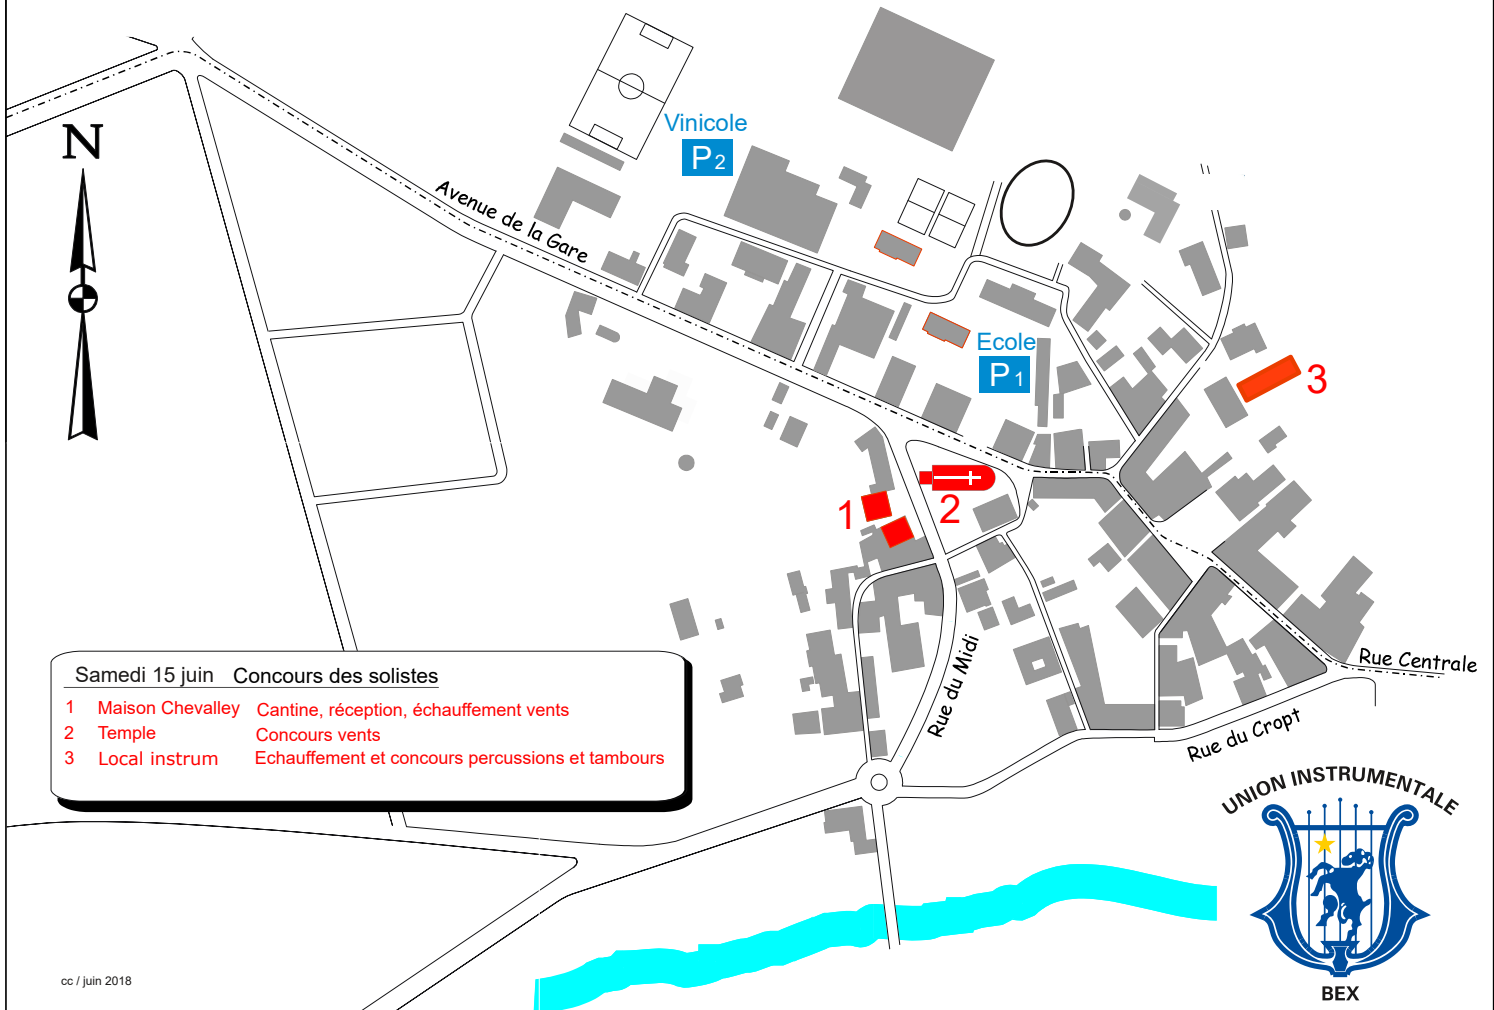 N
Vinicole
P 2
Avenue de la Gare
Ecole
P 1
3
1
2
Rue du Midi
Rue Centrale
Rue du Cropt
Samedi 15 juin Concours des solistes
1 Maison Chevalley Cantine, réception, échauffement vents
2 Temple Concours vents
3 Local instrum Echauffement et concours percussions et tambours
UNION INSTRUMENTALE
BEX
cc / juin 2018